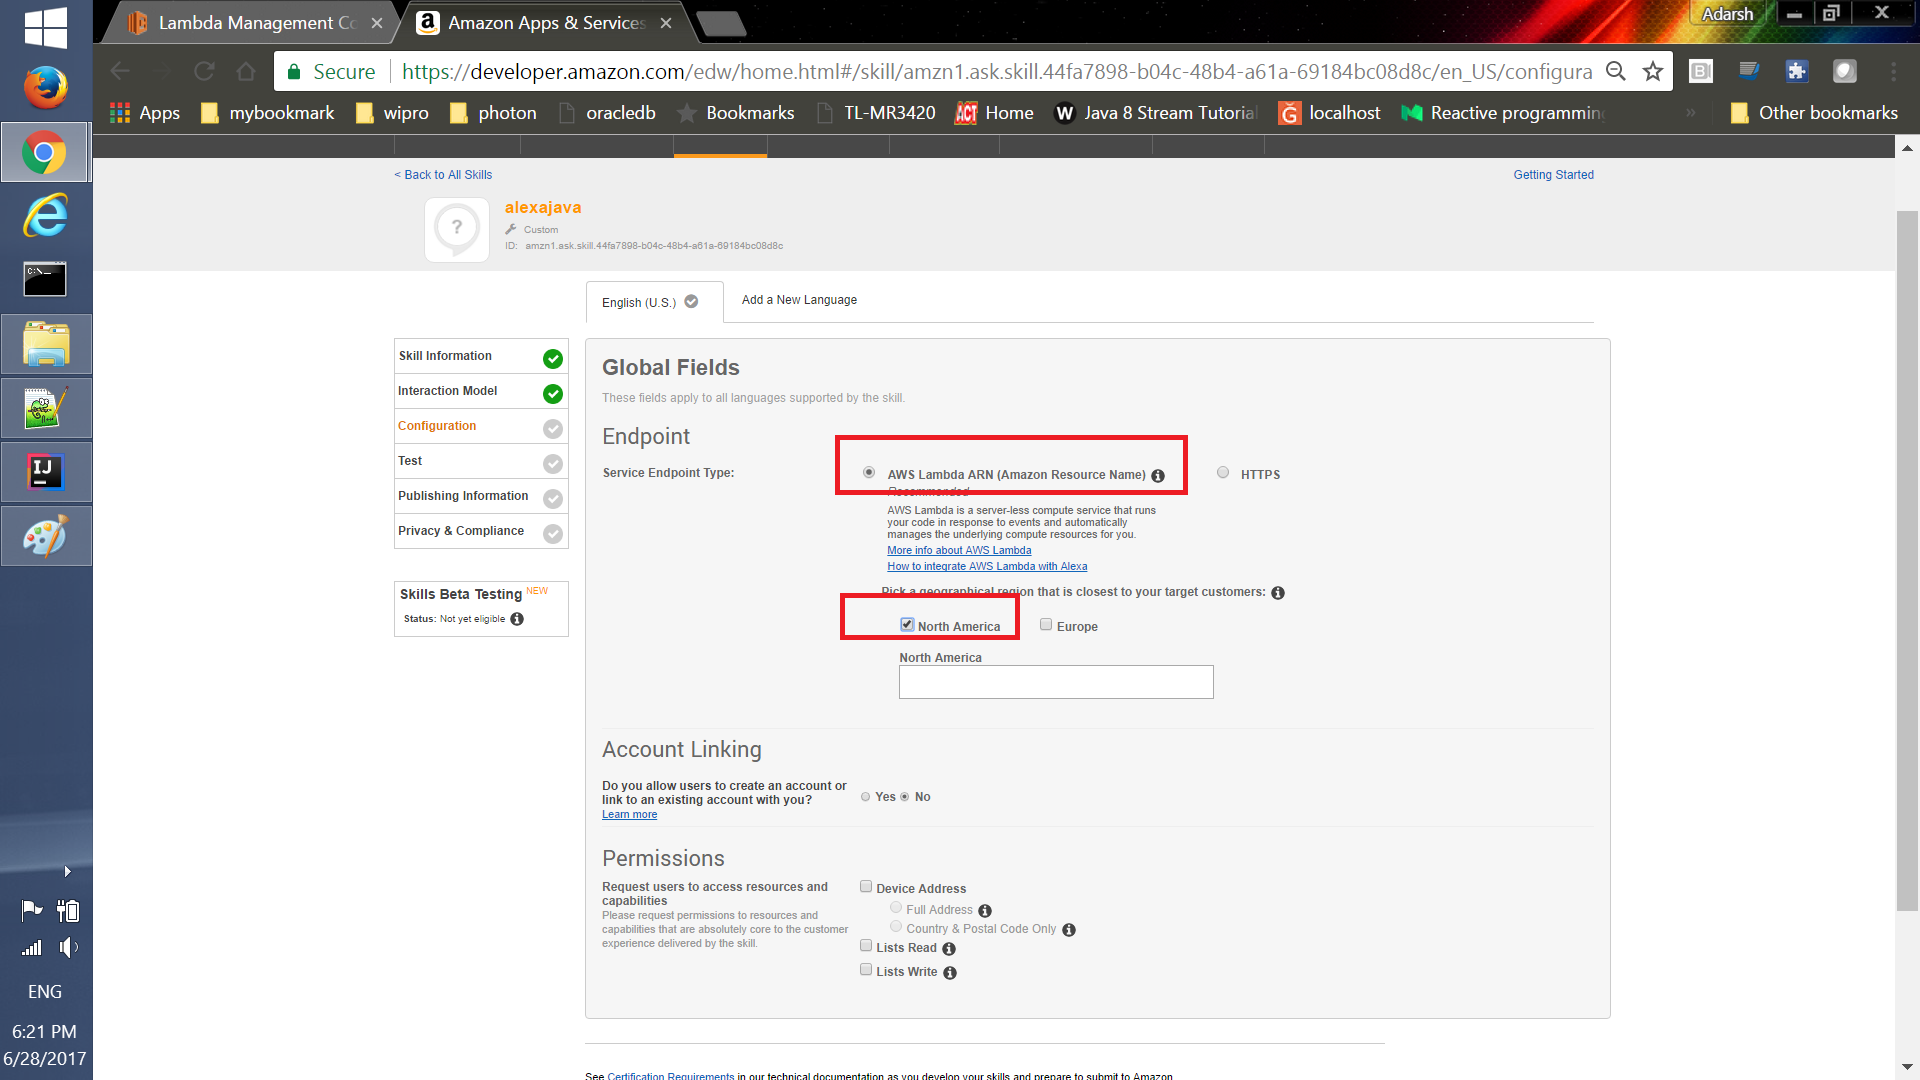 Lambda Management Co
Amazon Apps & Services
Adarsh
Secure
https://developer.amazon.com/edw/home.html#/skill/amzn1.ask.skill.44fa7898-b04c-48b4-a61a-69184bc08d8c/en_US/configura
Apps
mybookmark
wipro
photon
oracledb
Bookmarks
TL-MR3420
Home
Java 8 Stream Tutorial
localhost
Reactive programming
»
Other bookmarks
< Back to All Skills
Getting Started
alexajava
Custom
ID: amzn1.ask.skill.44fa7898-b04c-48b4-a61a-69184bc08d8c
English (U.S.)
Add a New Language
Skill Information
Interaction Model
Configuration
Test
Publishing Information
Privacy & Compliance
Skills Beta Testing NEW
Status: Not yet eligible
Global Fields
These fields apply to all languages supported by the skill.
Endpoint
Service Endpoint Type:
AWS Lambda ARN (Amazon Resource Name)
HTTPS
Recommended
AWS Lambda is a server-less compute service that runs
your code in response to events and automatically
manages the underlying compute resources for you.
More info about AWS Lambda
How to integrate AWS Lambda with Alexa
Pick a geographical region that is closest to your target customers:
North America
Europe
North America
Account Linking
Do you allow users to create an account or
link to an existing account with you?
Learn more
Yes
No
Permissions
Request users to access resources and
capabilities
Please request permissions to resources and
capabilities that are absolutely core to the customer
experience delivered by the skill.
Device Address
Full Address
Country & Postal Code Only
Lists Read
Lists Write
See Certification Requirements in our technical documentation as you develop your skills and prepare to submit to Amazon.
ENG
6:21 PM
6/28/2017